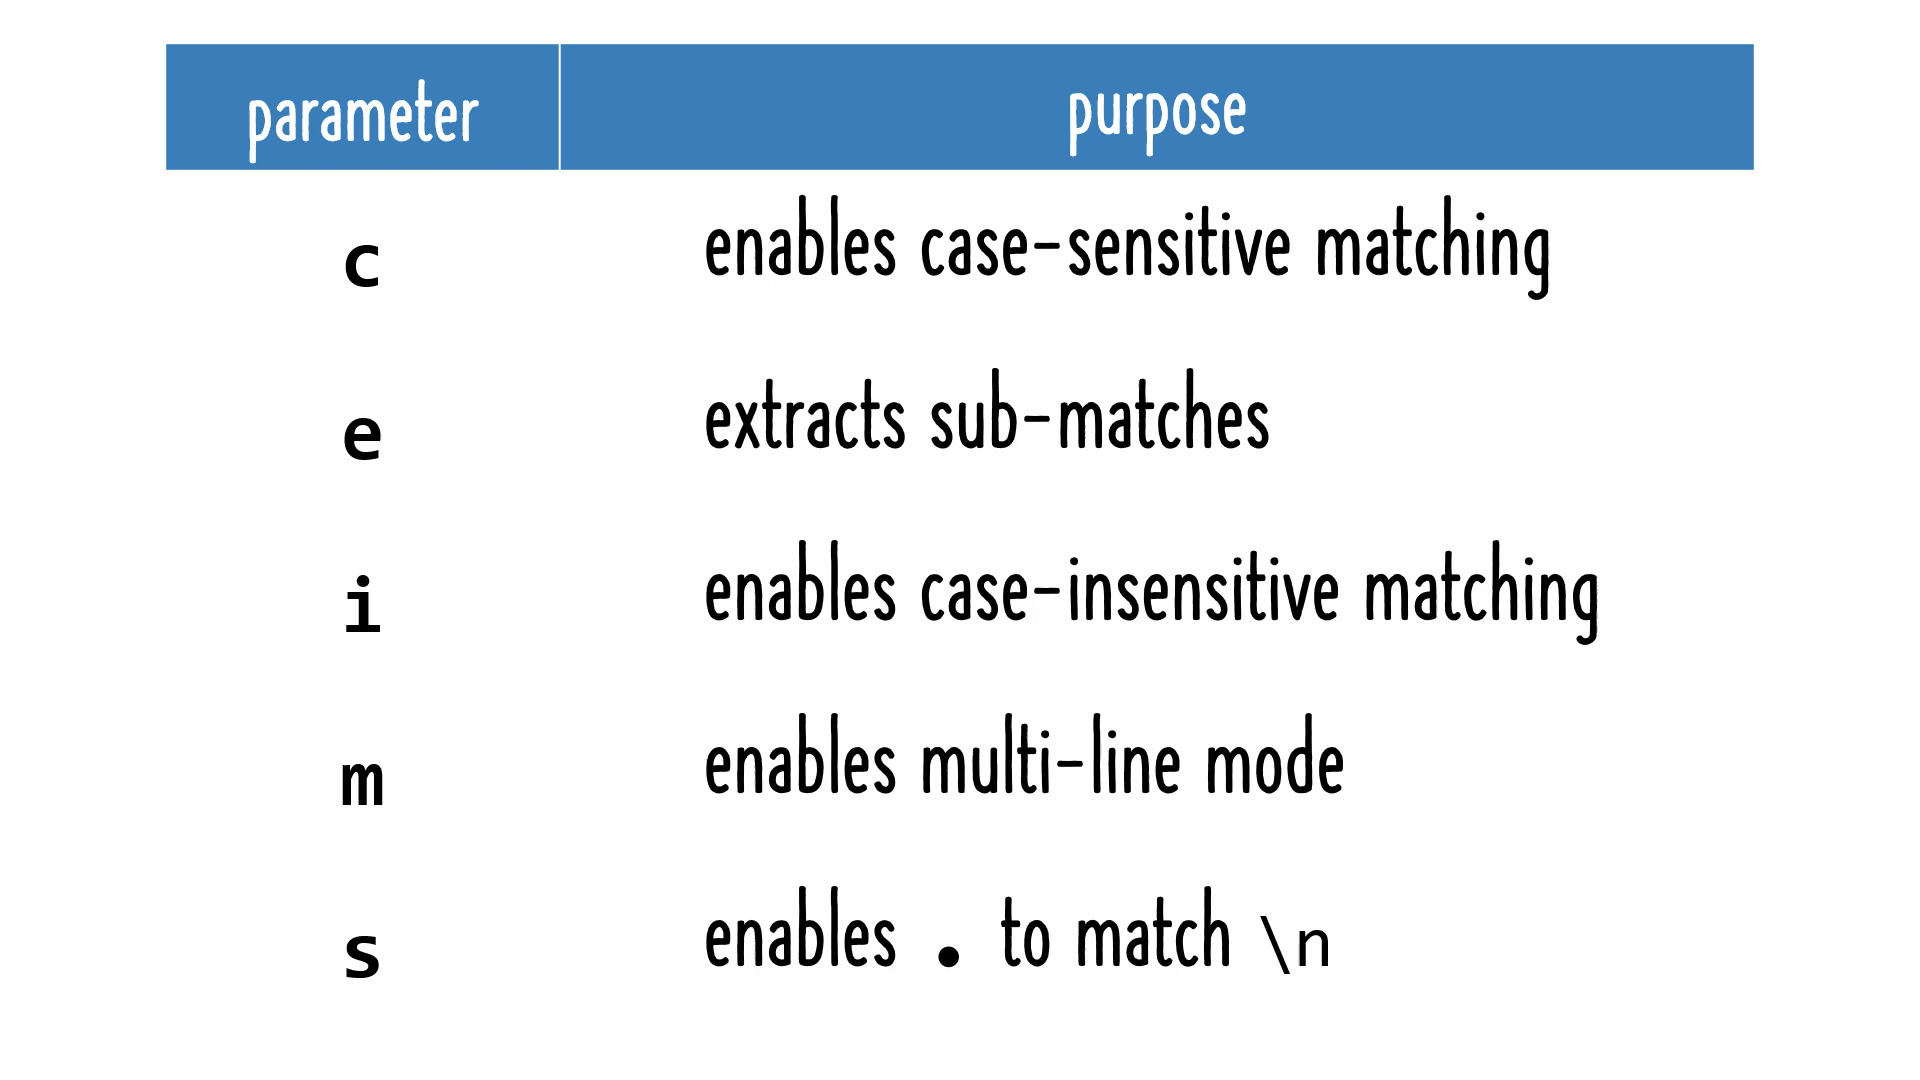 parameter purpose
c enables case-sensitive matching
e extracts sub-matches
i enables case-insensitive matching
m enables multi-line mode
s enables . to match \n